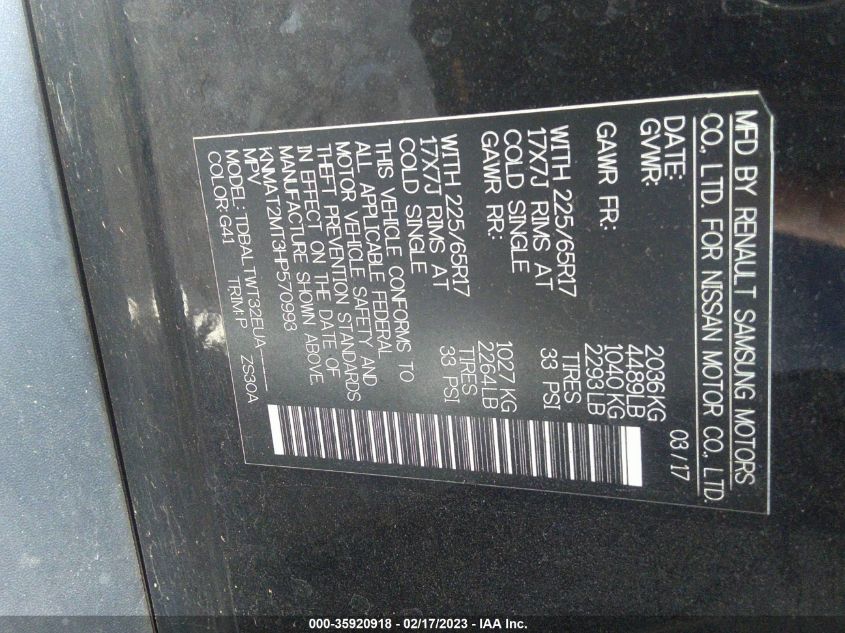 MFD BY RENAULT SAMSUNG MOTORS
CO., LTD. FOR NISSAN MOTOR CO., LTD.
DATE: 03/17
GVWR: 2036KG
4489LB
GAWR FR: 1040KG
2293LB
WITH 225/65R17 TIRES
17X7J RIMS AT 33 PSI
COLD SINGLE
GAWR RR: 1027KG
2264LB
WITH 225/65R17 TIRES
17X7J RIMS AT 33 PSI
COLD SINGLE
THIS VEHICLE CONFORMS TO
ALL APPLICABLE FEDERAL
MOTOR VEHICLE SAFETY AND
THEFT PREVENTION STANDARDS
IN EFFECT ON THE DATE OF
MANUFACTURE SHOWN ABOVE.
KNMAT2MT3HP570993
MPV
MODEL: TDBALTWT32EUA-----
COLOR:G41 TRIM:P ZS30A
000-35920918 - 02/17/2023 - IAA Inc.